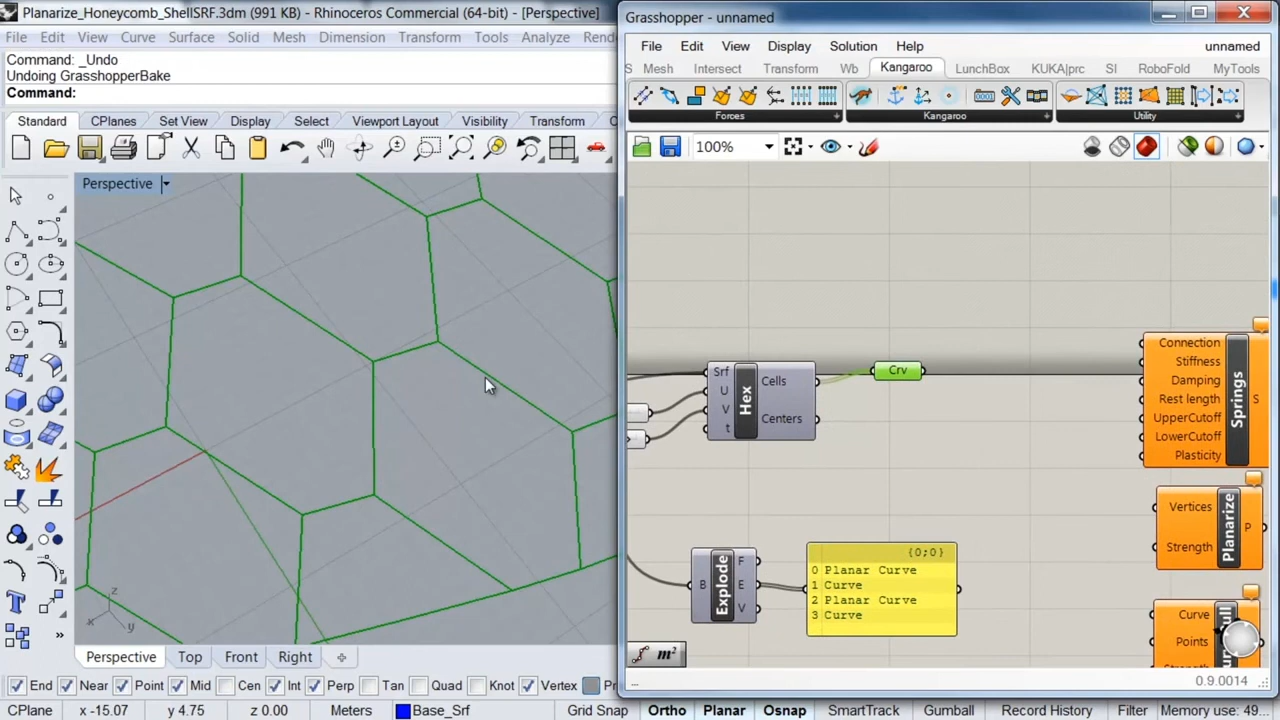 Planarize_Honeycomb_ShellSRF.3dm (991 KB) - Rhinoceros Commercial (64-bit) - [Perspective]
File Edit View Curve Surface Solid Mesh Dimension Transform Tools Analyze
Command: _Undo
Undoing GrasshopperBake
Command:
Standard CPlanes Set View Display Select Viewport Layout Visibility Transform
Perspective
z
x y
Perspective Top Front Right
End Near Point Mid Cen Int Perp Tan Quad Knot Vertex
CPlane x -15.07 y 4.75 z 0.00 Meters Base_Srf Grid Snap Ortho Planar Osnap SmartTrack Gumball Record History Filter Memory use: 49...
Grasshopper - unnamed
File Edit View Display Solution Help unnamed
S Mesh Intersect Transform Wb Kangaroo LunchBox KUKA|prc SI RoboFold MyTools
Forces Kangaroo Utility
100%
Srf
U
V
t
Hex
Cells
Centers
Crv
Connection
Stiffness
Damping
Rest length
UpperCutoff
LowerCutoff
Plasticity
Springs
S
Vertices
Strength
Planarize
P
Curve
Points
B
Explode
F
E
V
{0;0}
0 Planar Curve
1 Curve
2 Planar Curve
3 Curve
m²
0.9.0014